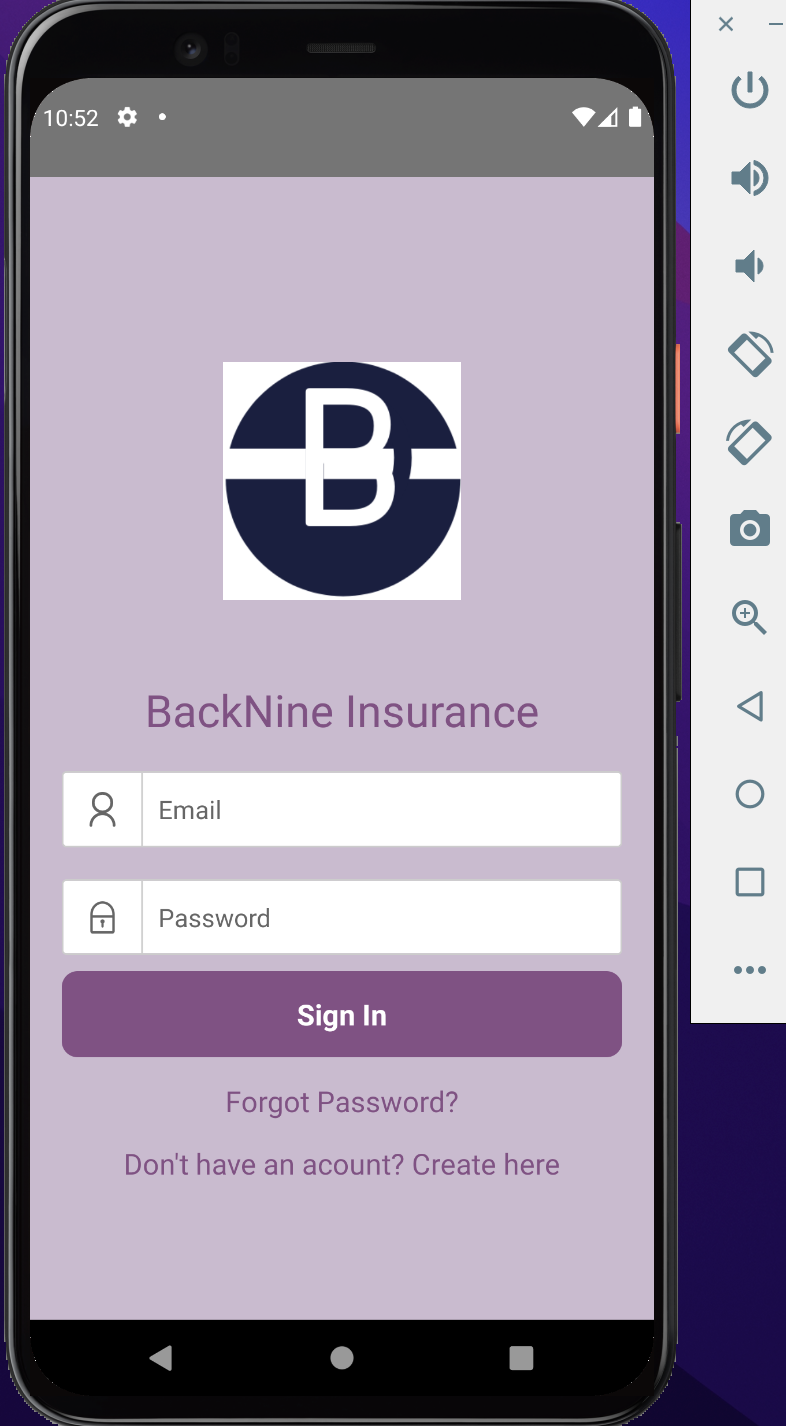 10:52
B
BackNine Insurance
Email
Password
Sign In
Forgot Password?
Don't have an acount? Create here